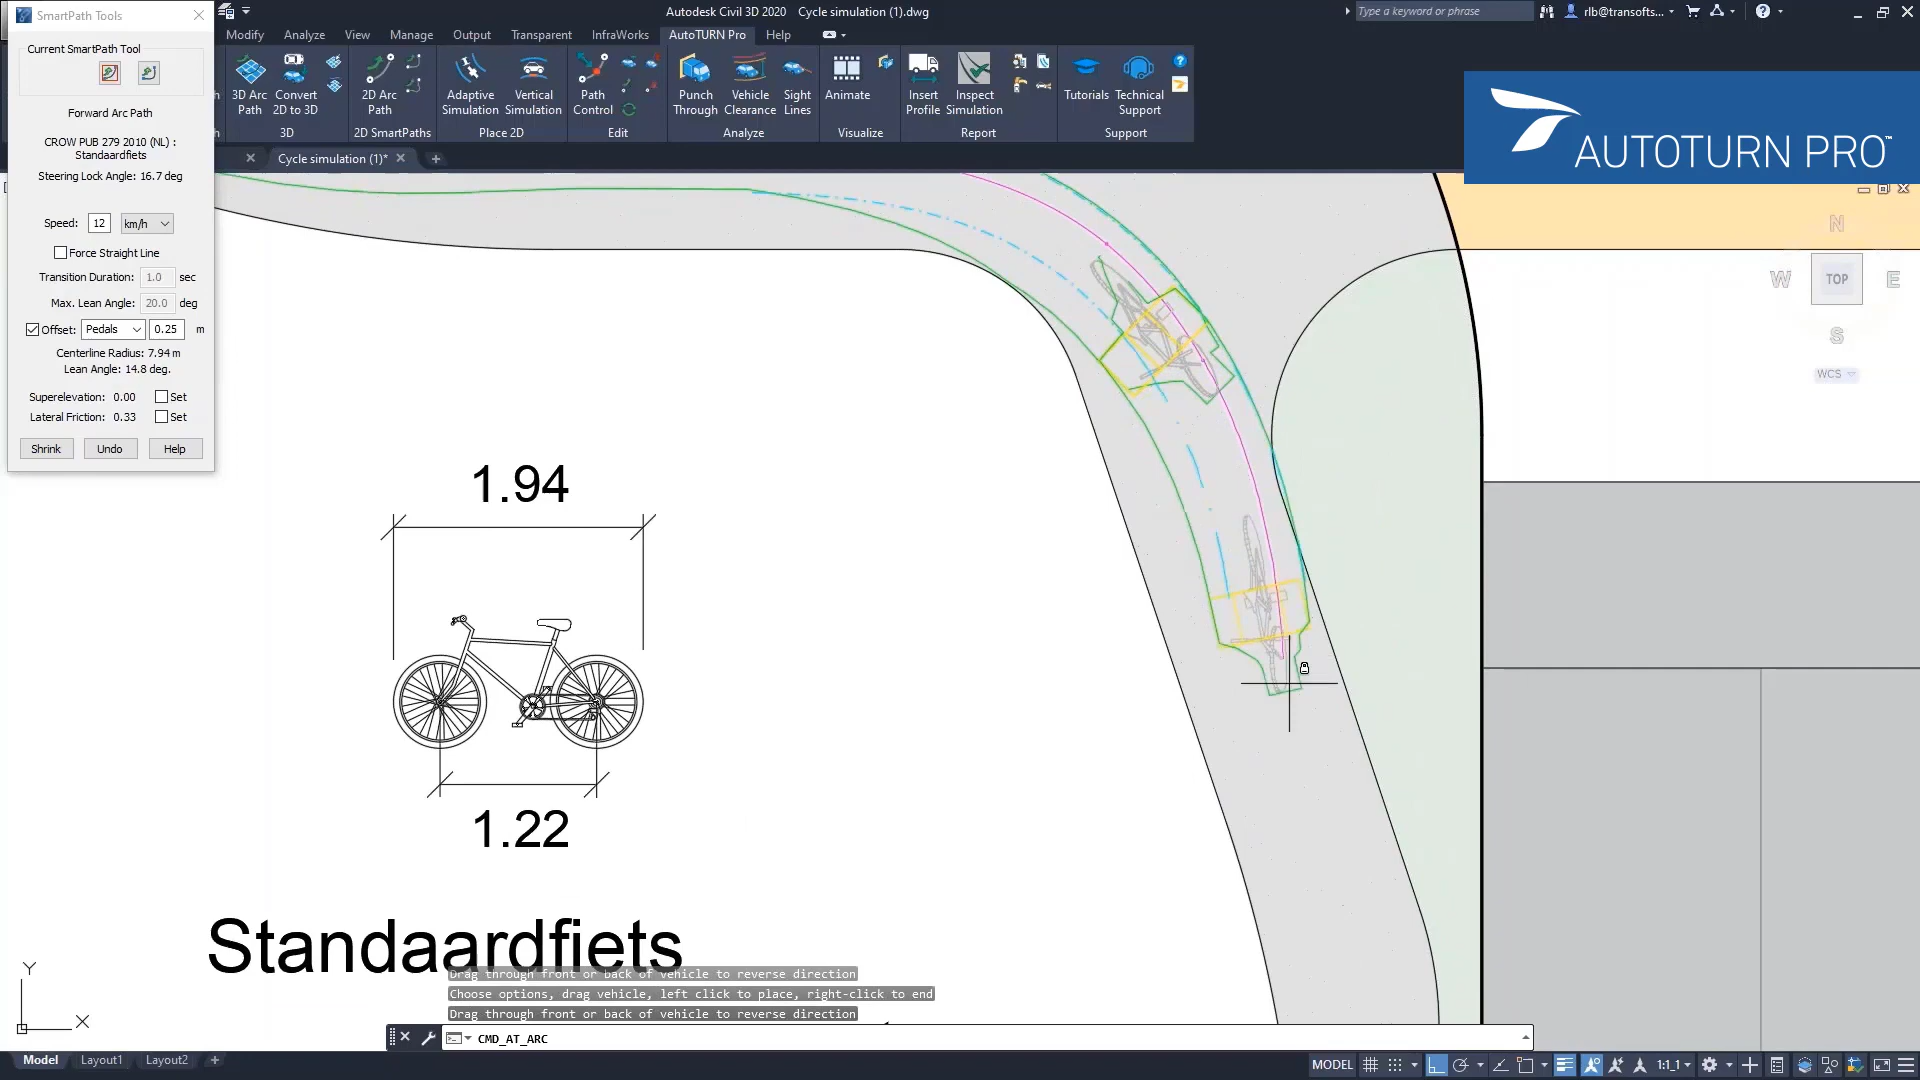 SmartPath Tools
Autodesk Civil 3D 2020 Cycle simulation (1).dwg
Type a keyword or phrase
rlb@transofts...
Modify Analyze View Manage Output Transparent InfraWorks AutoTURN Pro Help
Current SmartPath Tool
3D Arc Path
Convert 2D to 3D
2D Arc Path
Adaptive Simulation
Vertical Simulation
Path Control
Punch Through
Vehicle Clearance
Sight Lines
Animate
Insert Profile
Inspect Simulation
Tutorials
Technical Support
3D 2D SmartPaths Place 2D Edit Analyze Visualize Report Support
AUTOTURN PRO™
Cycle simulation (1)*
Forward Arc Path
CROW PUB 279 2010 (NL) :
Standaardfiets
Steering Lock Angle: 16.7 deg
Speed: 12 km/h
Force Straight Line
Transition Duration: 1.0 sec
Max. Lean Angle: 20.0 deg
Offset: Pedals 0.25 m
Centerline Radius: 7.94 m
Lean Angle: 14.8 deg.
Superelevation: 0.00 Set
Lateral Friction: 0.33 Set
Shrink Undo Help
N
W TOP E
S
WCS
1.94
1.22
Standaardfiets
Drag through front or back of vehicle to reverse direction
Choose options, drag vehicle, left click to place, right-click to end
Drag through front or back of vehicle to reverse direction
Y
X
CMD_AT_ARC
Model Layout1 Layout2
MODEL 1:1_1